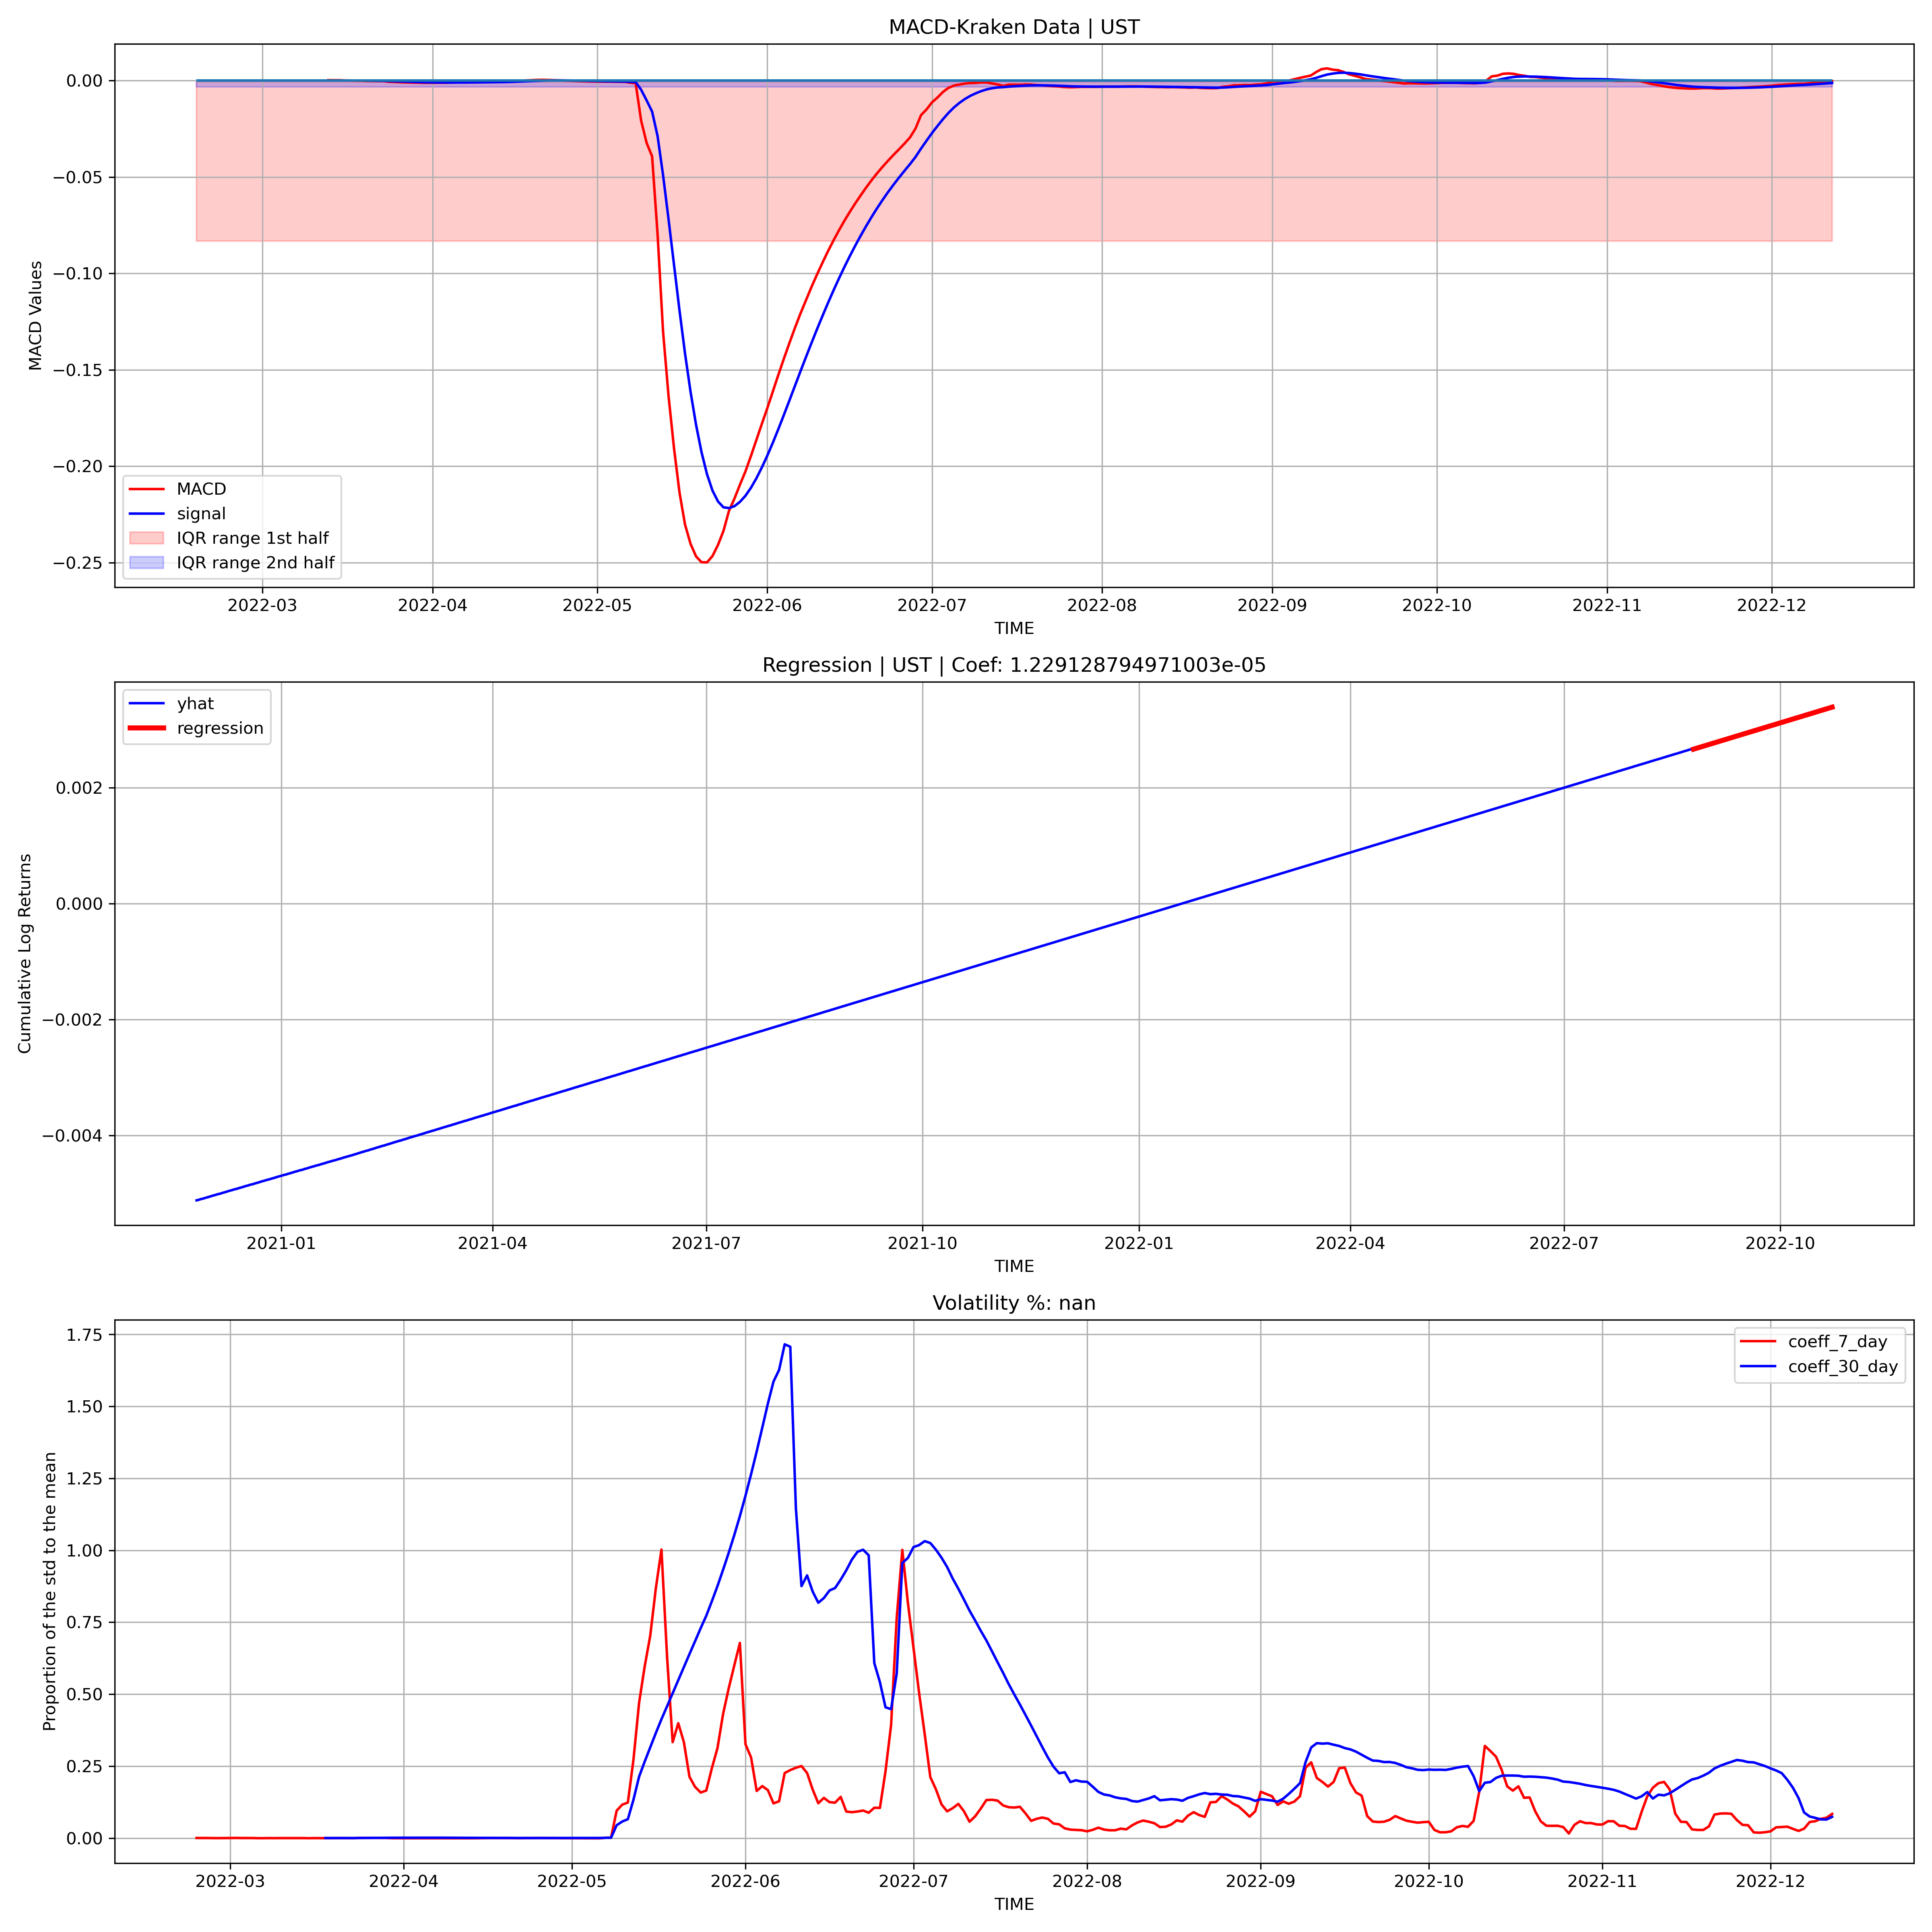 MACD-Kraken Data | UST
0.00
−0.05
−0.10
−0.15
−0.20
−0.25
MACD Values
MACD
signal
IQR range 1st half
IQR range 2nd half
2022-03 2022-04 2022-05 2022-06 2022-07 2022-08 2022-09 2022-10 2022-11 2022-12
TIME
Regression | UST | Coef: 1.229128794971003e-05
yhat
regression
0.002
0.000
−0.002
−0.004
Cumulative Log Returns
2021-01 2021-04 2021-07 2021-10 2022-01 2022-04 2022-07 2022-10
TIME
Volatility %: nan
1.75
1.50
1.25
1.00
0.75
0.50
0.25
0.00
Proportion of the std to the mean
coeff_7_day
coeff_30_day
2022-03 2022-04 2022-05 2022-06 2022-07 2022-08 2022-09 2022-10 2022-11 2022-12
TIME